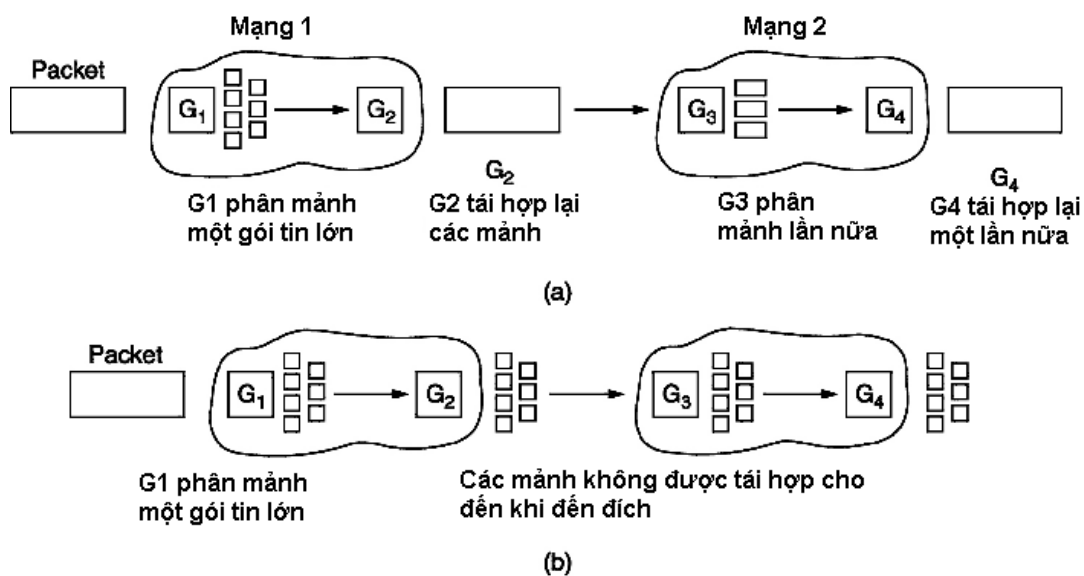 Mạng 1
Mạng 2
Packet
G1
G2
G3
G4
G2
G4
G1 phân mảnh
một gói tin lớn
G2 tái hợp lại
các mảnh
G3 phân
mảnh lần nữa
G4 tái hợp lại
một lần nữa
(a)
Packet
G1
G2
G3
G4
G1 phân mảnh
một gói tin lớn
Các mảnh không được tái hợp cho
đến khi đến đích
(b)